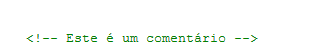 <!-- Este é um comentário -->